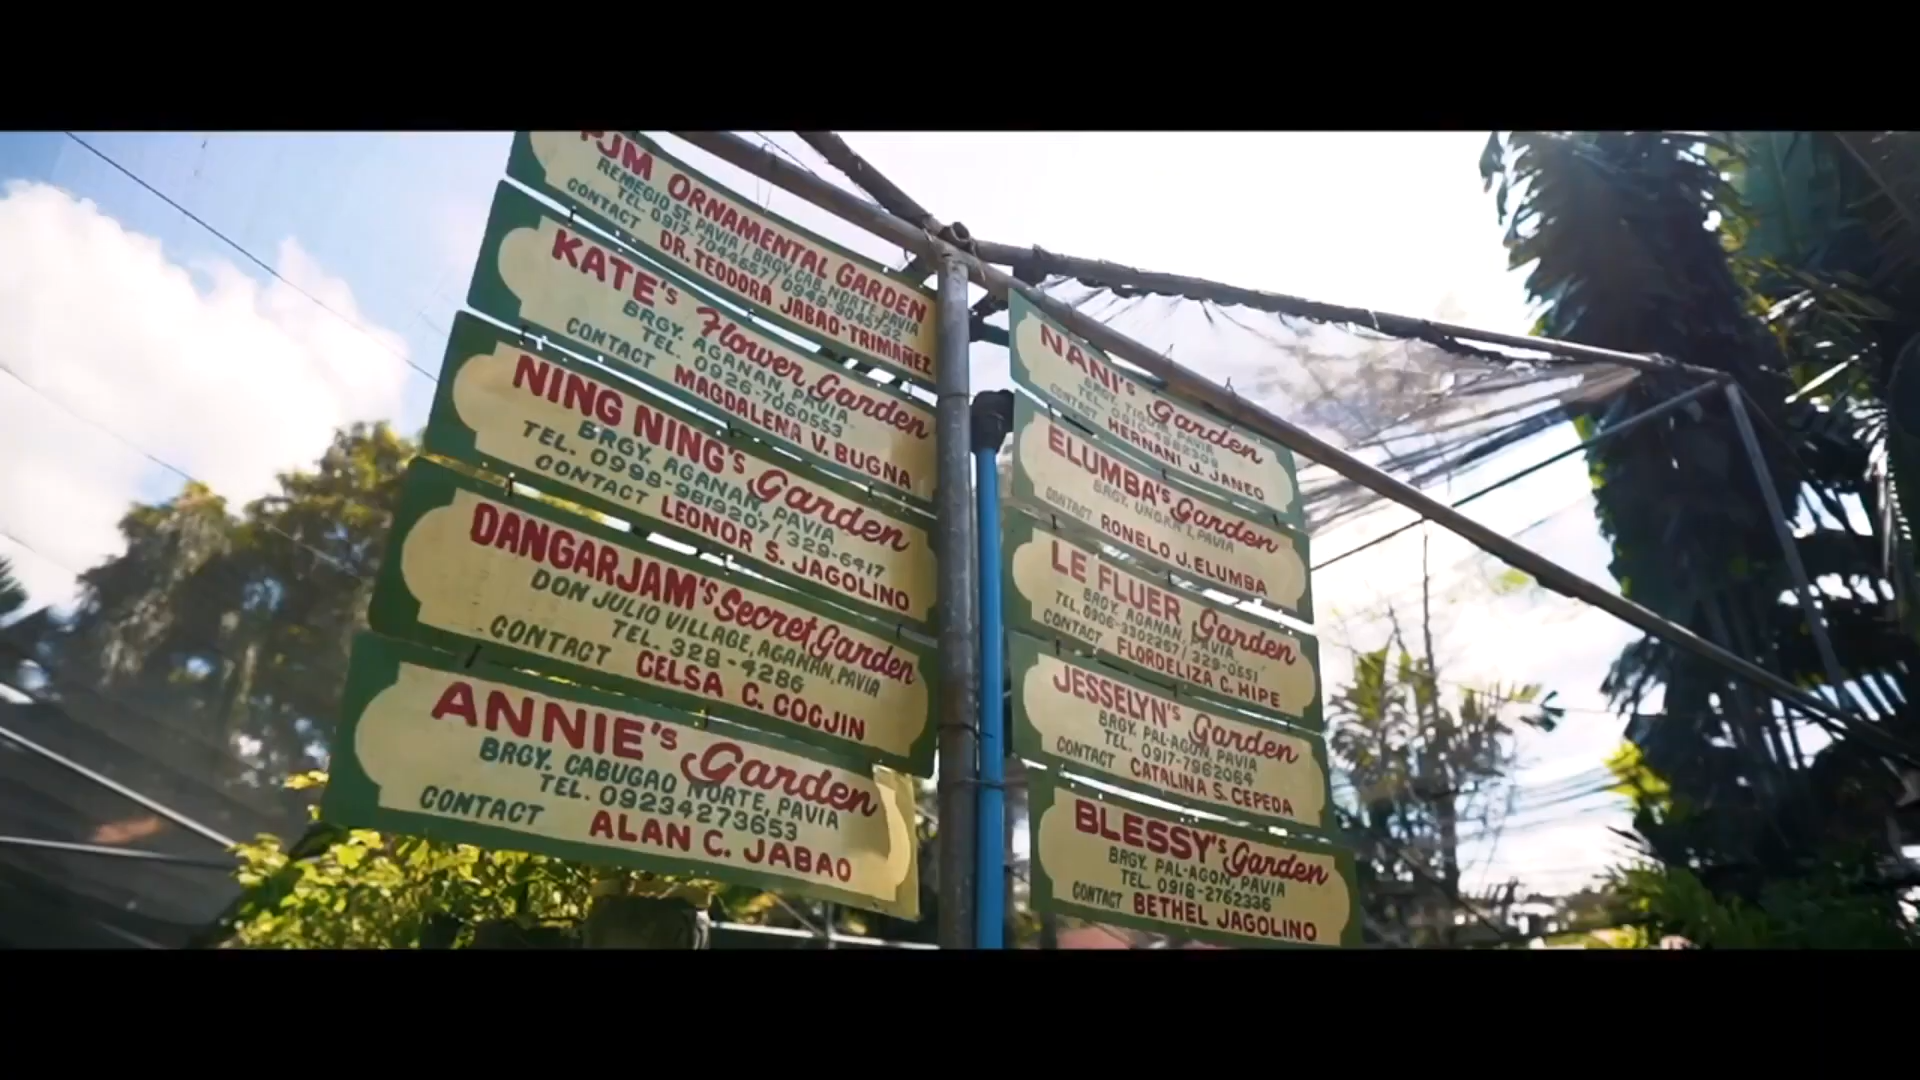 PJM ORNAMENTAL GARDEN
REMEGIO ST. PAVIA / BRGY. CAB. NORTE, PAVIA
TEL. 0917-7044557/ 0949-9045732
CONTACT DR. TEODORA JABAO-TRIMAÑEZ
KATE'S Flower Garden
BRGY. AGANAN, PAVIA
TEL. 0926-7060553
CONTACT MAGDALENA V. BUGNA
NING NING'S Garden
BRGY. AGANAN, PAVIA
TEL. 0998-9819207 / 329-6417
CONTACT LEONOR S. JAGOLINO
DANGARJAM'S Secret Garden
DON JULIO VILLAGE, AGANAN, PAVIA
TEL. 328-4286
CONTACT CELSA C. COCJIN
ANNIE'S Garden
BRGY. CABUGAO NORTE, PAVIA
TEL. 09234273653
CONTACT ALAN C. JABAO
NANI'S Garden
BRGY. PAVIA
TEL.
CONTACT HERNANI J. JANEO
ELUMBA'S Garden
BRGY. UNGKA I, PAVIA
CONTACT RONELO J. ELUMBA
LE FLUER Garden
BRGY. AGANAN, PAVIA
TEL. 0906-3302357 / 329-0551
CONTACT FLORDELIZA C. HIPE
JESSELYN'S Garden
BRGY. PAL-AGON, PAVIA
TEL. 0917-7962064
CONTACT CATALINA S. CEPEDA
BLESSY'S Garden
BRGY. PAL-AGON, PAVIA
TEL. 0918-2762336
CONTACT BETHEL JAGOLINO